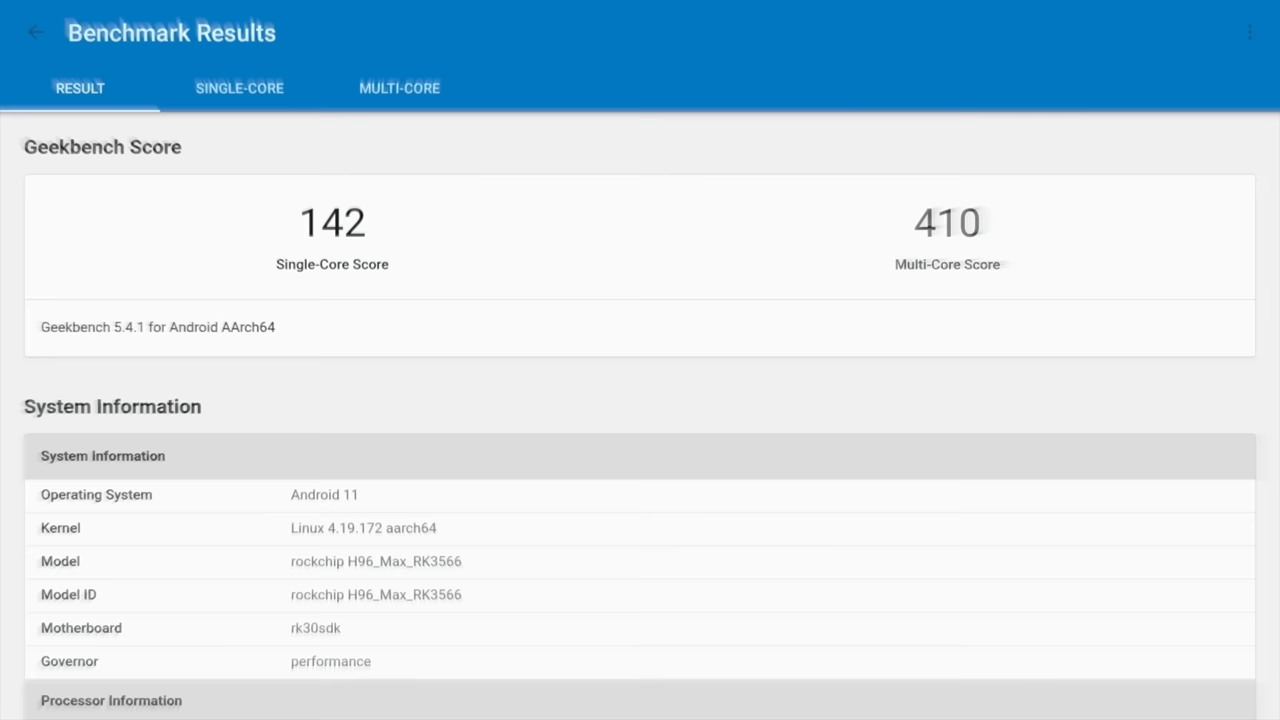 Benchmark Results
RESULT SINGLE-CORE MULTI-CORE
Geekbench Score
142 410
Single-Core Score Multi-Core Score
Geekbench 5.4.1 for Android AArch64
System Information
System Information
Operating System Android 11
Kernel Linux 4.19.172 aarch64
Model rockchip H96_Max_RK3566
Model ID rockchip H96_Max_RK3566
Motherboard rk30sdk
Governor performance
Processor Information